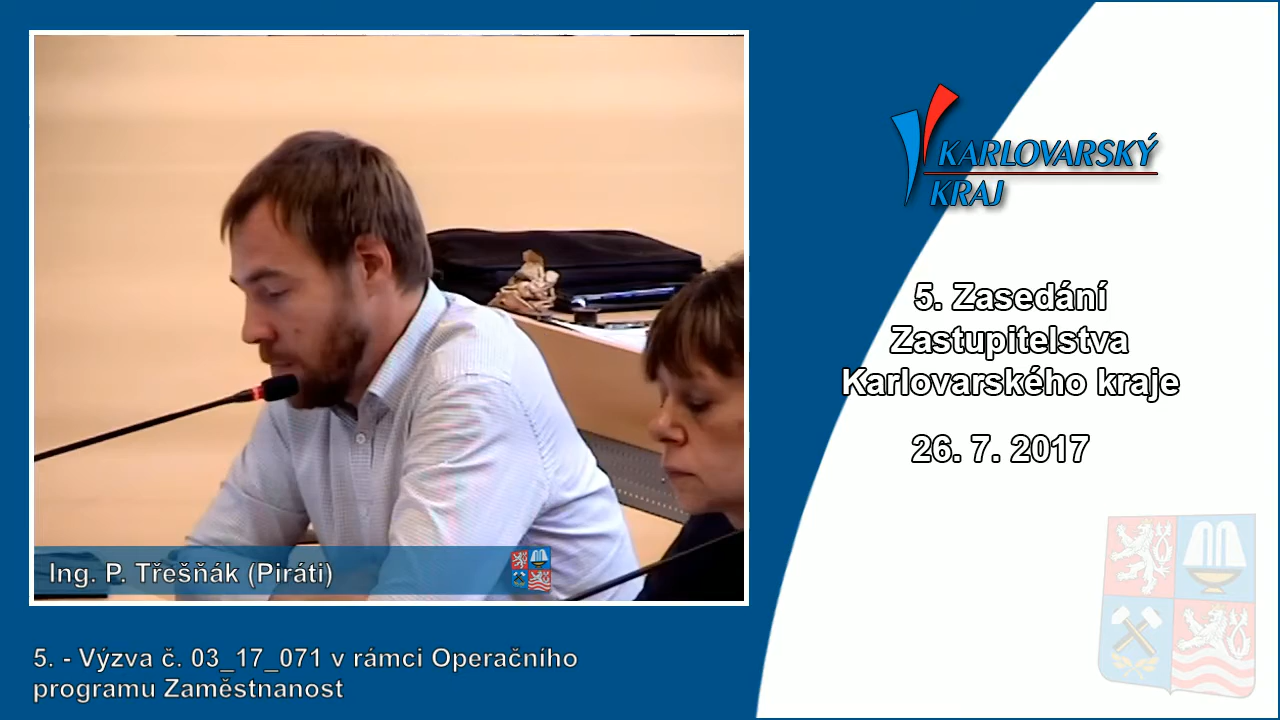 KARLOVARSKÝ
KRAJ
5. Zasedání
Zastupitelstva
Karlovarského kraje
26. 7. 2017
Ing. P. Třešňák (Piráti)
5. - Výzva č. 03_17_071 v rámci Operačního
programu Zaměstnanost